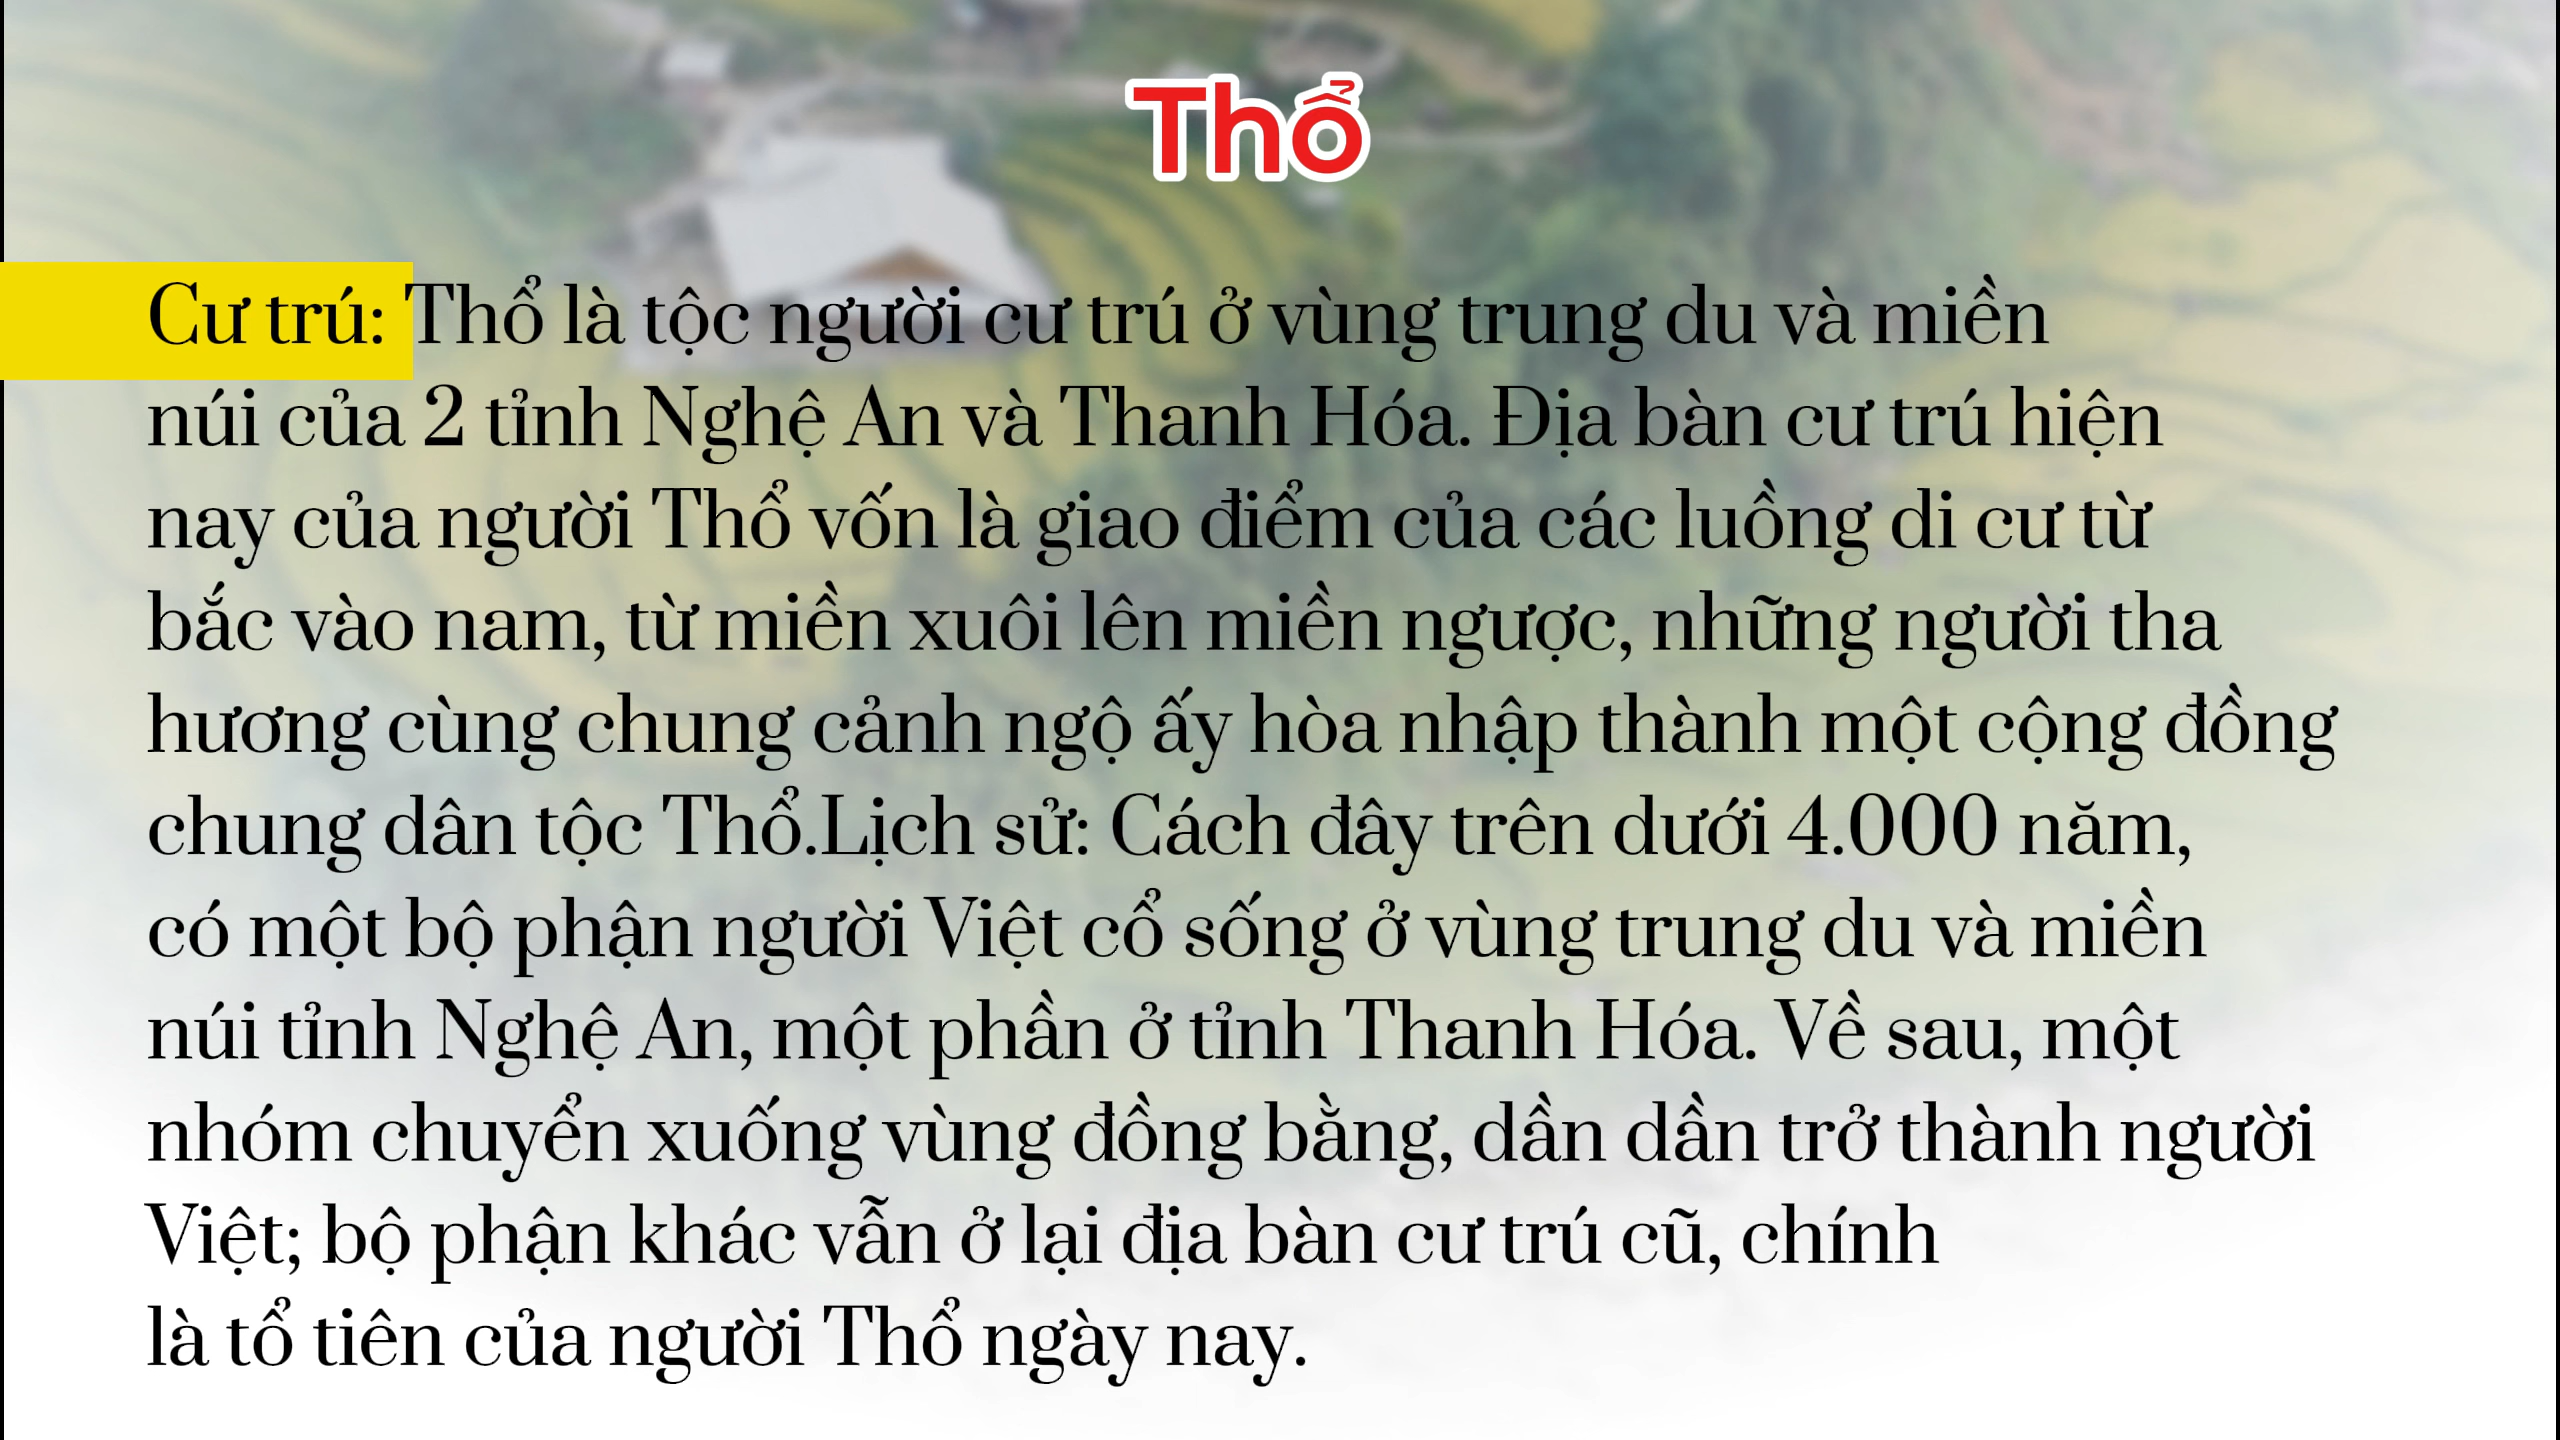 Thổ
Cư trú: Thổ là tộc người cư trú ở vùng trung du và miền
núi của 2 tỉnh Nghệ An và Thanh Hóa. Địa bàn cư trú hiện
nay của người Thổ vốn là giao điểm của các luồng di cư từ
bắc vào nam, từ miền xuôi lên miền ngược, những người tha
hương cùng chung cảnh ngộ ấy hòa nhập thành một cộng đồng
chung dân tộc Thổ.Lịch sử: Cách đây trên dưới 4.000 năm,
có một bộ phận người Việt cổ sống ở vùng trung du và miền
núi tỉnh Nghệ An, một phần ở tỉnh Thanh Hóa. Về sau, một
nhóm chuyển xuống vùng đồng bằng, dần dần trở thành người
Việt; bộ phận khác vẫn ở lại địa bàn cư trú cũ, chính
là tổ tiên của người Thổ ngày nay.